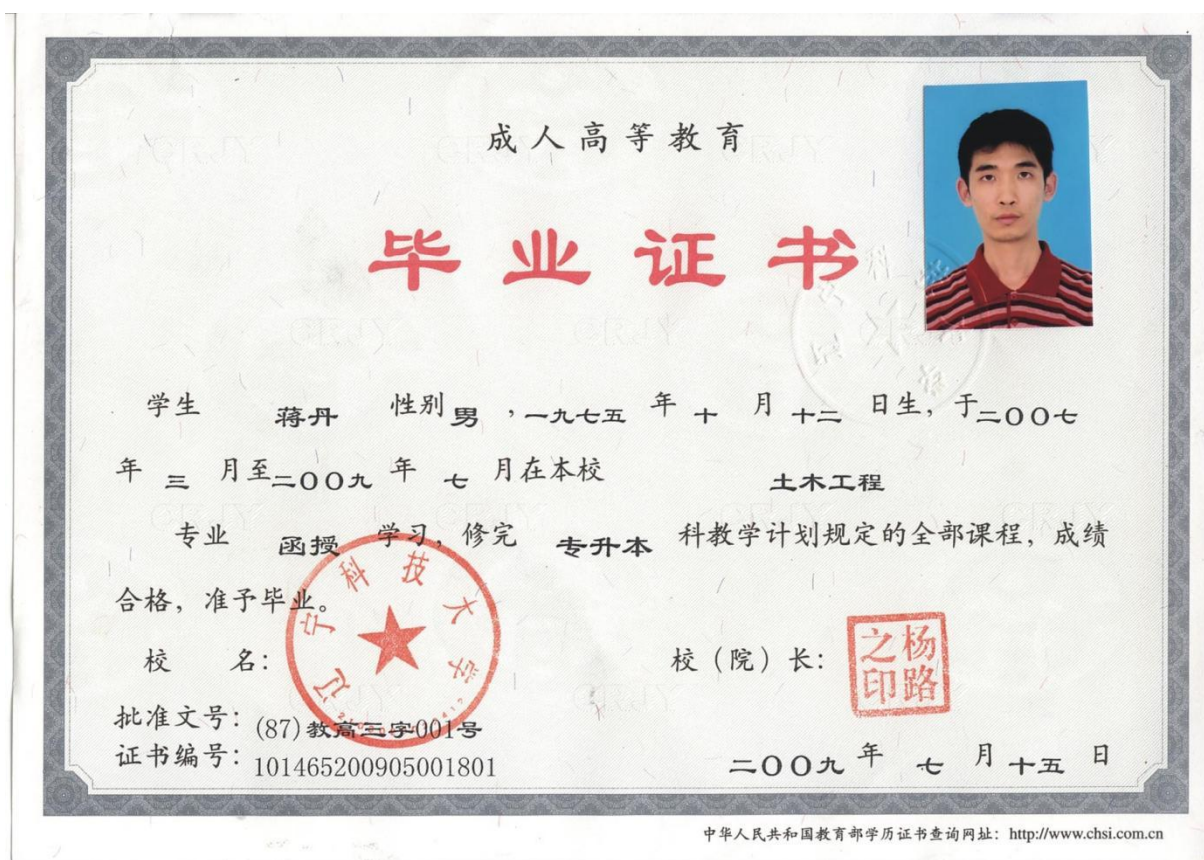 成人高等教育
毕业证书
学生 蒋丹 性别 男 ，一九七五 年 十 月 十二 日生，于二〇〇七
年 三 月至二〇〇九 年 七 月在本校 土木工程
专业 函授 学习，修完 专升本 科教学计划规定的全部课程，成绩
合格，准予毕业。
校 名：
辽宁科技大学
校（院）长：
杨路之印
批准文号：(87)教高三字001号
证书编号：101465200905001801
二〇〇九 年 七 月 十五 日
中华人民共和国教育部学历证书查询网址：http://www.chsi.com.cn